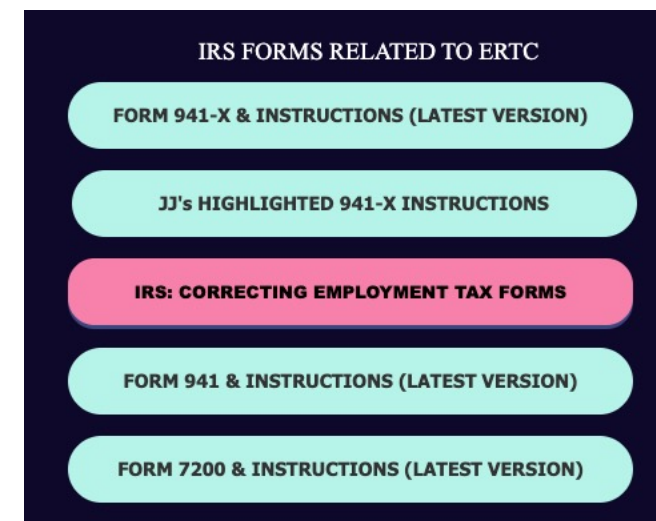 IRS FORMS RELATED TO ERTC
FORM 941-X & INSTRUCTIONS (LATEST VERSION)
JJ's HIGHLIGHTED 941-X INSTRUCTIONS
IRS: CORRECTING EMPLOYMENT TAX FORMS
FORM 941 & INSTRUCTIONS (LATEST VERSION)
FORM 7200 & INSTRUCTIONS (LATEST VERSION)